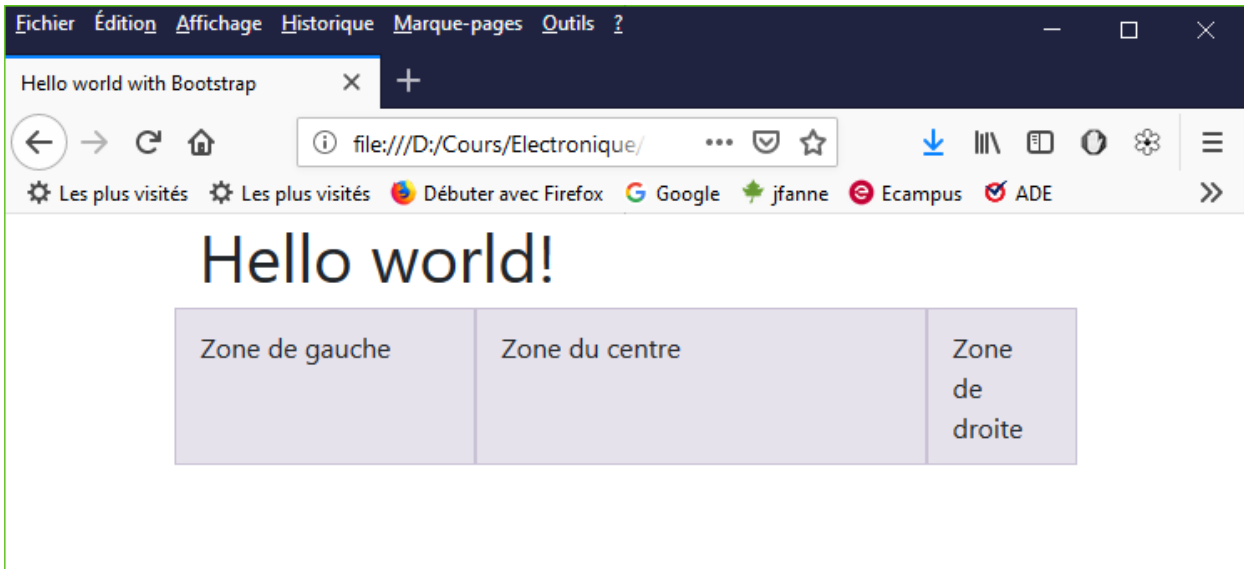 Fichier Édition Affichage Historique Marque-pages Outils ?
Hello world with Bootstrap
file:///D:/Cours/Electronique/
Les plus visités Les plus visités Débuter avec Firefox Google jfanne Ecampus ADE
Hello world!
Zone de gauche Zone du centre Zone
de
droite